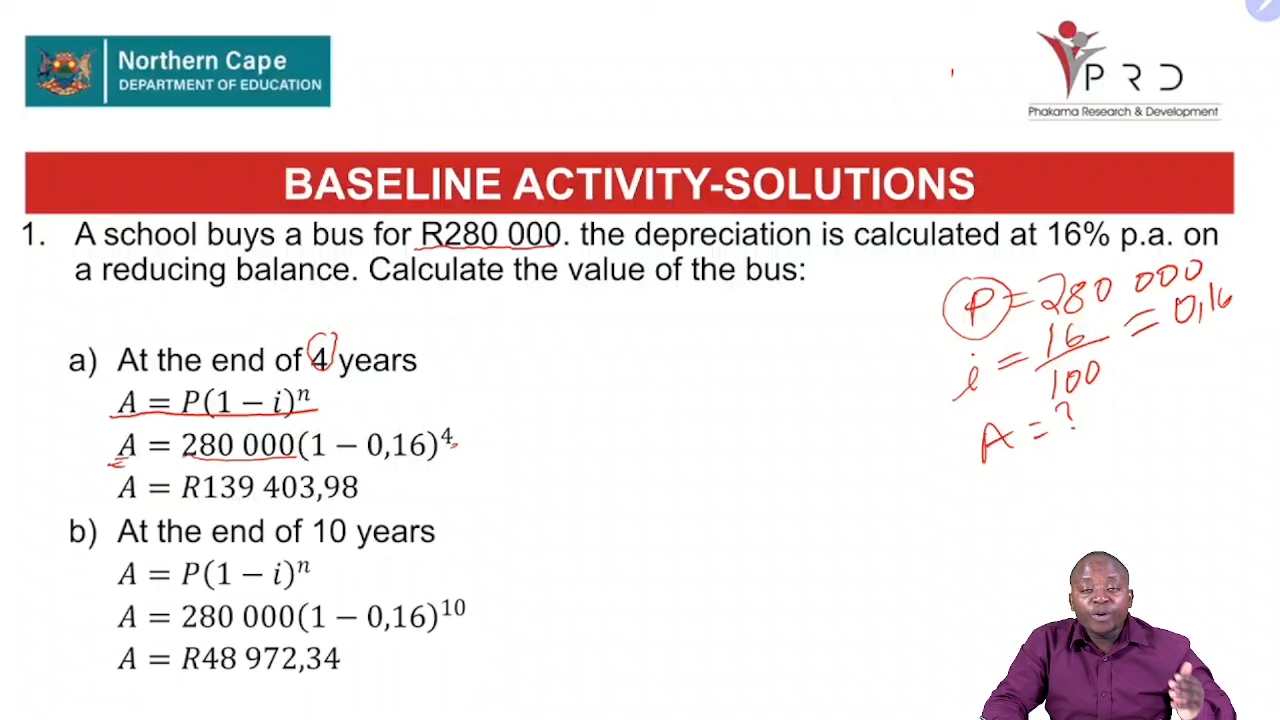 Northern Cape
DEPARTMENT OF EDUCATION
PRD
Phakama Research & Development
BASELINE ACTIVITY-SOLUTIONS
1. A school buys a bus for R280 000. the depreciation is calculated at 16% p.a. on
a reducing balance. Calculate the value of the bus:
P = 280 000
i = 16/100 = 0,16
A = ?
a) At the end of 4 years
A = P(1 − i)ⁿ
A = 280 000(1 − 0,16)⁴
A = R139 403,98
b) At the end of 10 years
A = P(1 − i)ⁿ
A = 280 000(1 − 0,16)¹⁰
A = R48 972,34